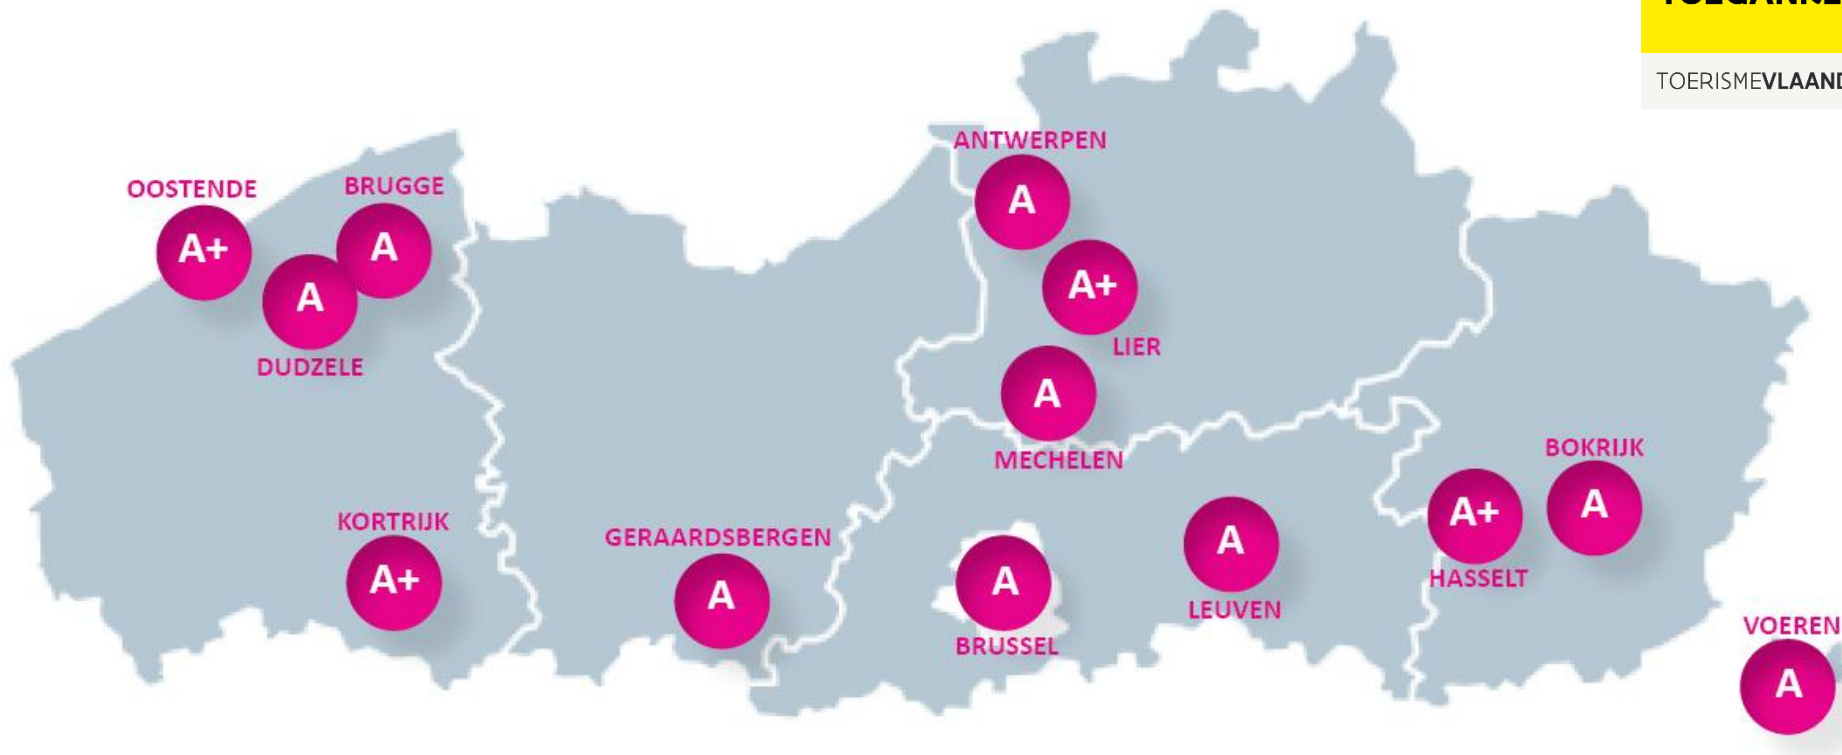 TOERISMEVLAAND
ANTWERPEN
A
OOSTENDE
A+
BRUGGE
A
A
DUDZELE
A+
LIER
A
MECHELEN
KORTRIJK
A+
GERAARDSBERGEN
A
A
BRUSSEL
A
LEUVEN
A+
HASSELT
BOKRIJK
A
VOEREN
A